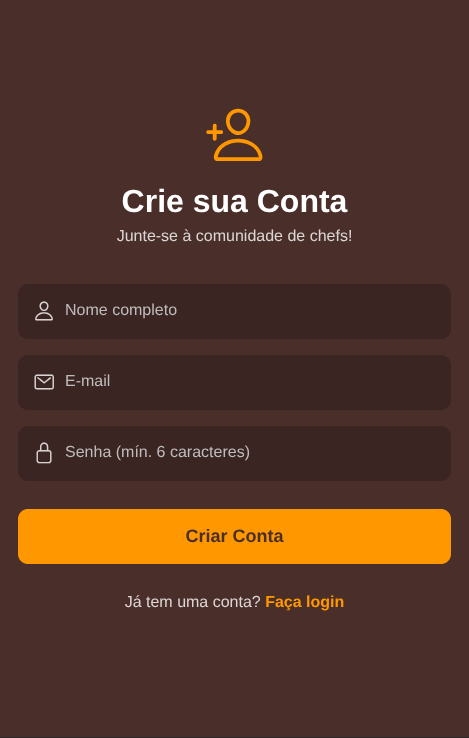 Crie sua Conta
Junte-se à comunidade de chefs!
Nome completo
E-mail
Senha (mín. 6 caracteres)
Criar Conta
Já tem uma conta? Faça login